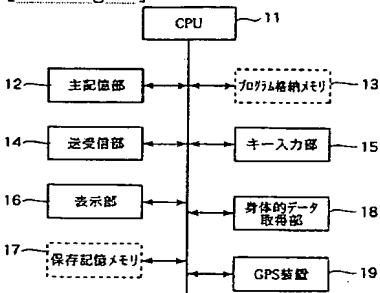 CPU 11
12 主記憶部 プログラム格納メモリ 13
14 送受信部 キー入力部 15
16 表示部 身体的データ
取得部 18
17 保存記憶メモリ GPS装置 19